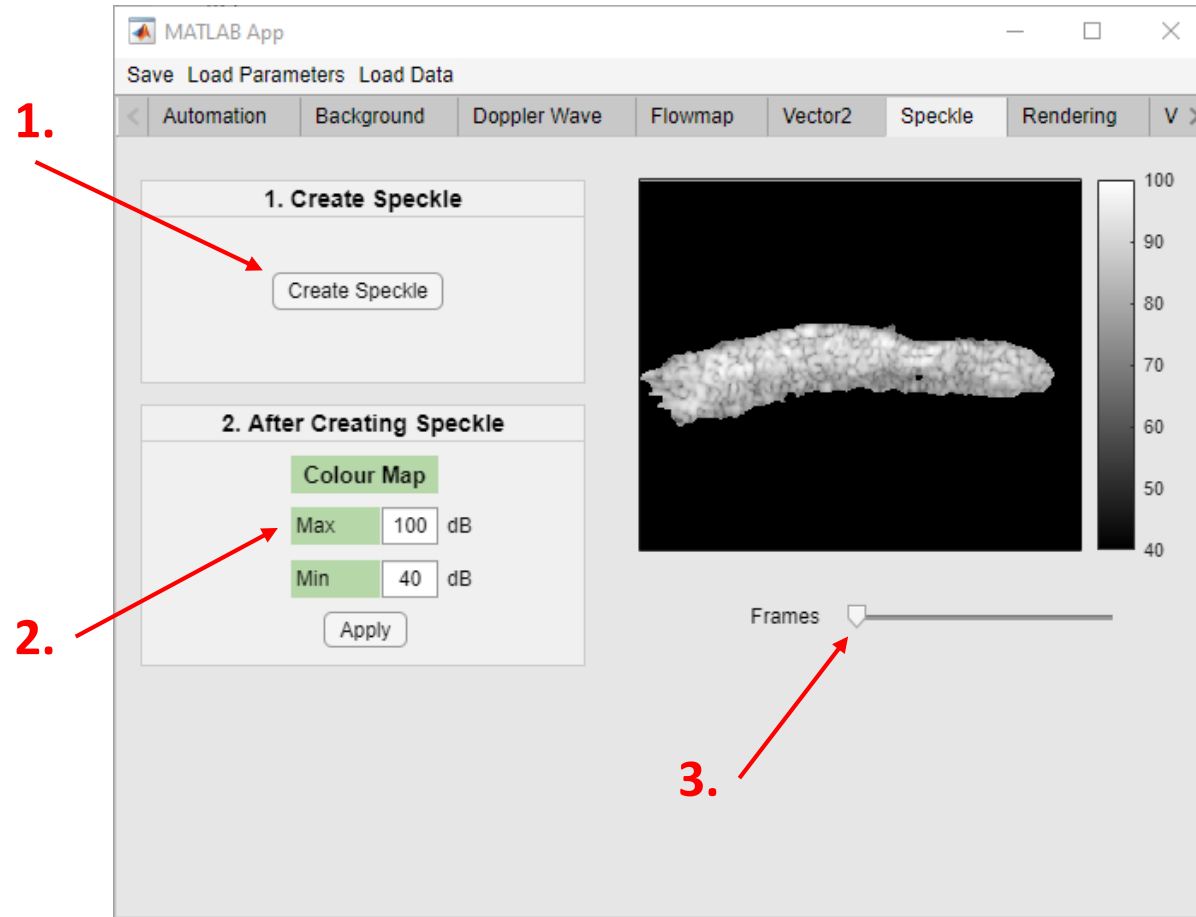 MATLAB App
Save Load Parameters Load Data
Automation Background Doppler Wave Flowmap Vector2 Speckle Rendering V
1.
1. Create Speckle
Create Speckle
2. After Creating Speckle
Colour Map
Max 100 dB
Min 40 dB
Apply
2.
100
90
80
70
60
50
40
Frames
3.